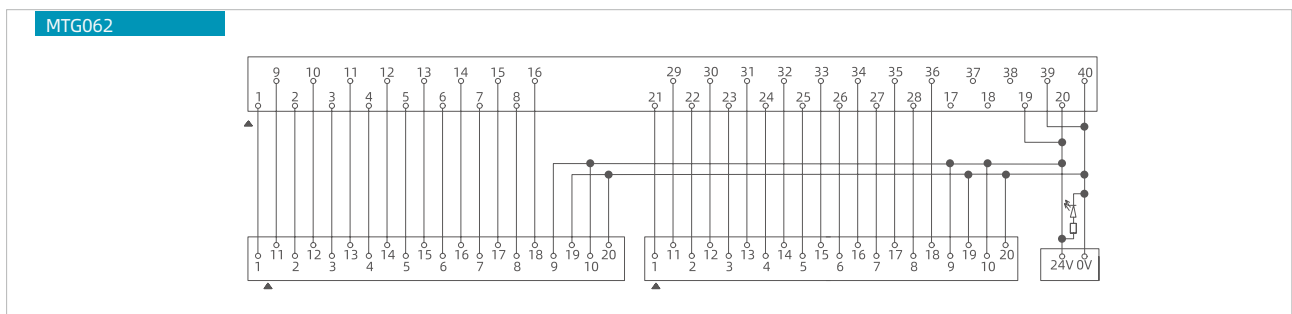 MTG062
9 10 11 12 13 14 15 16 29 30 31 32 33 34 35 36 37 38 39 40
1 2 3 4 5 6 7 8 21 22 23 24 25 26 27 28 17 18 19 20
11 12 13 14 15 16 17 18 19 20 11 12 13 14 15 16 17 18 19 20
1 2 3 4 5 6 7 8 9 10 1 2 3 4 5 6 7 8 9 10 24V 0V